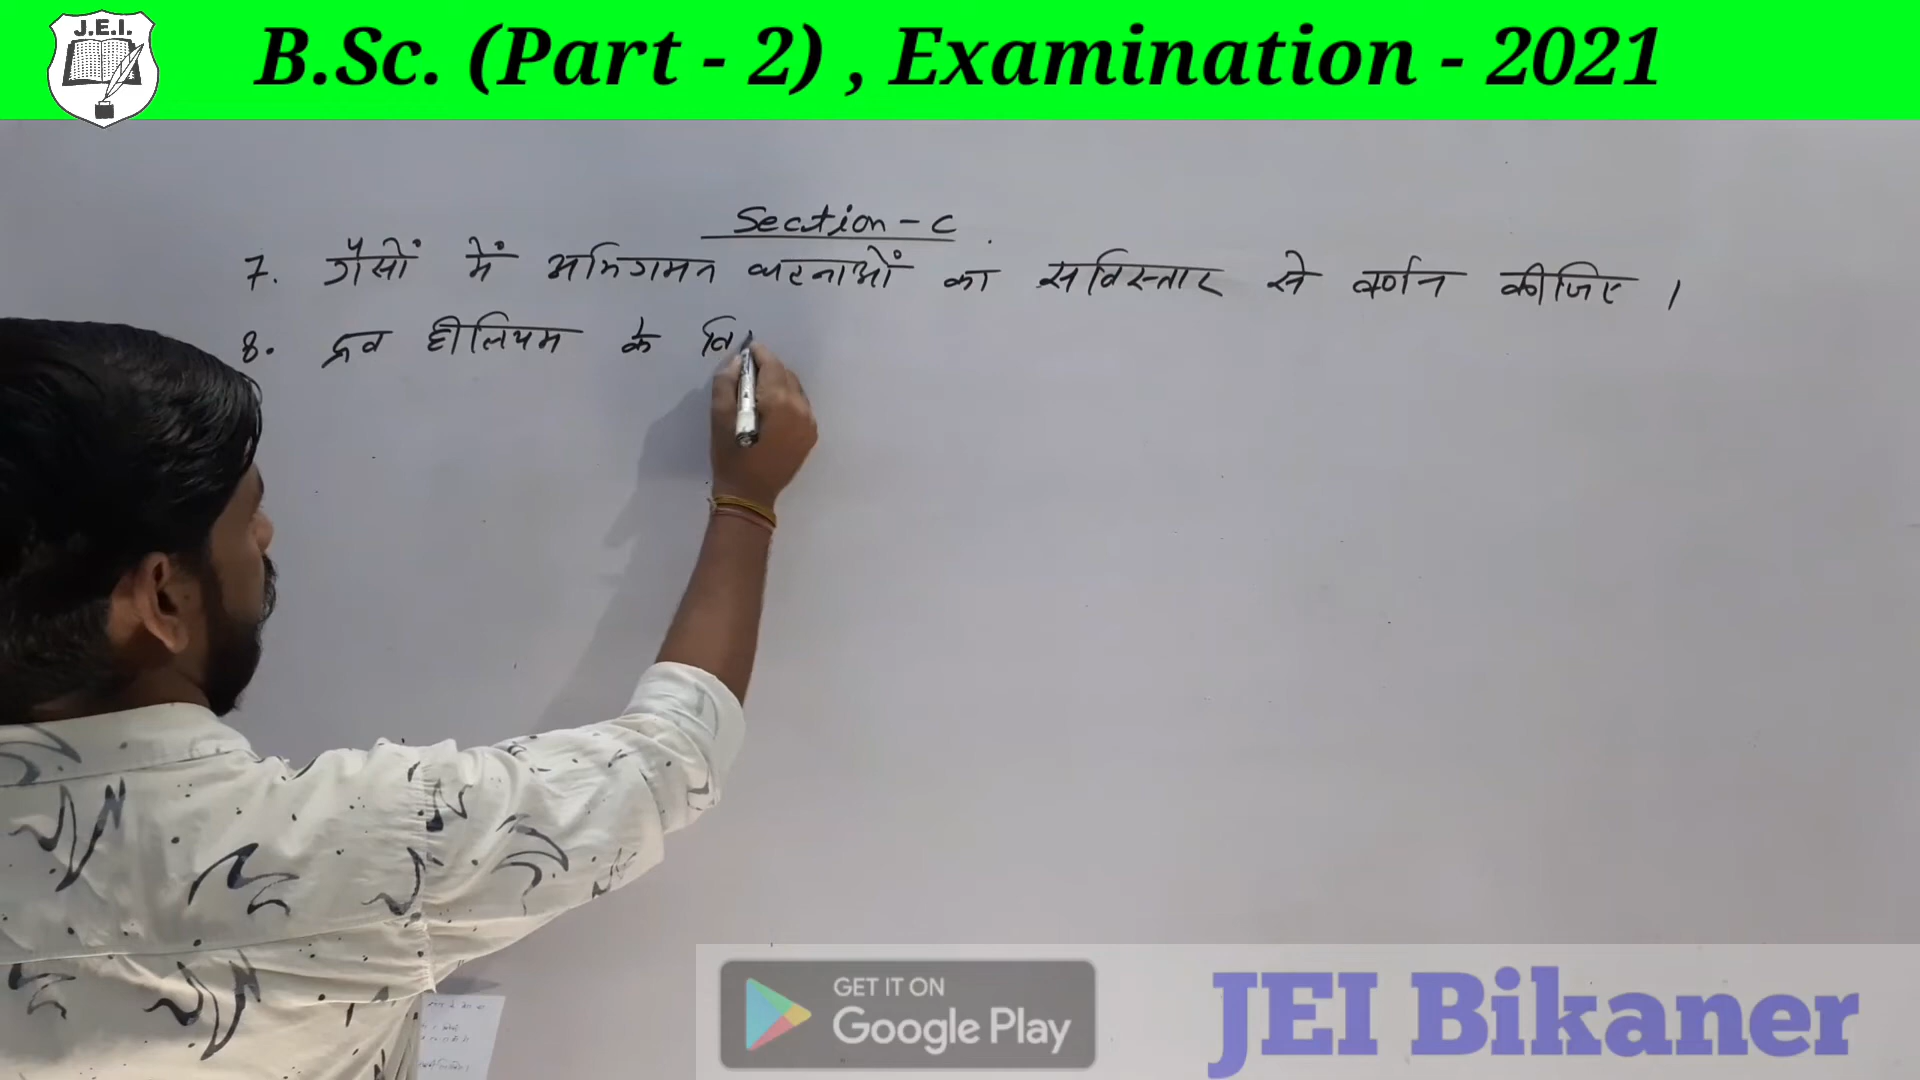 J.E.I.
B.Sc. (Part - 2) , Examination - 2021
Section - C
7. गैसों में अभिगमन घटनाओं का सविस्तार से वर्णन कीजिए ।
8. द्रव हीलियम के वि
GET IT ON
Google Play
JEI Bikaner